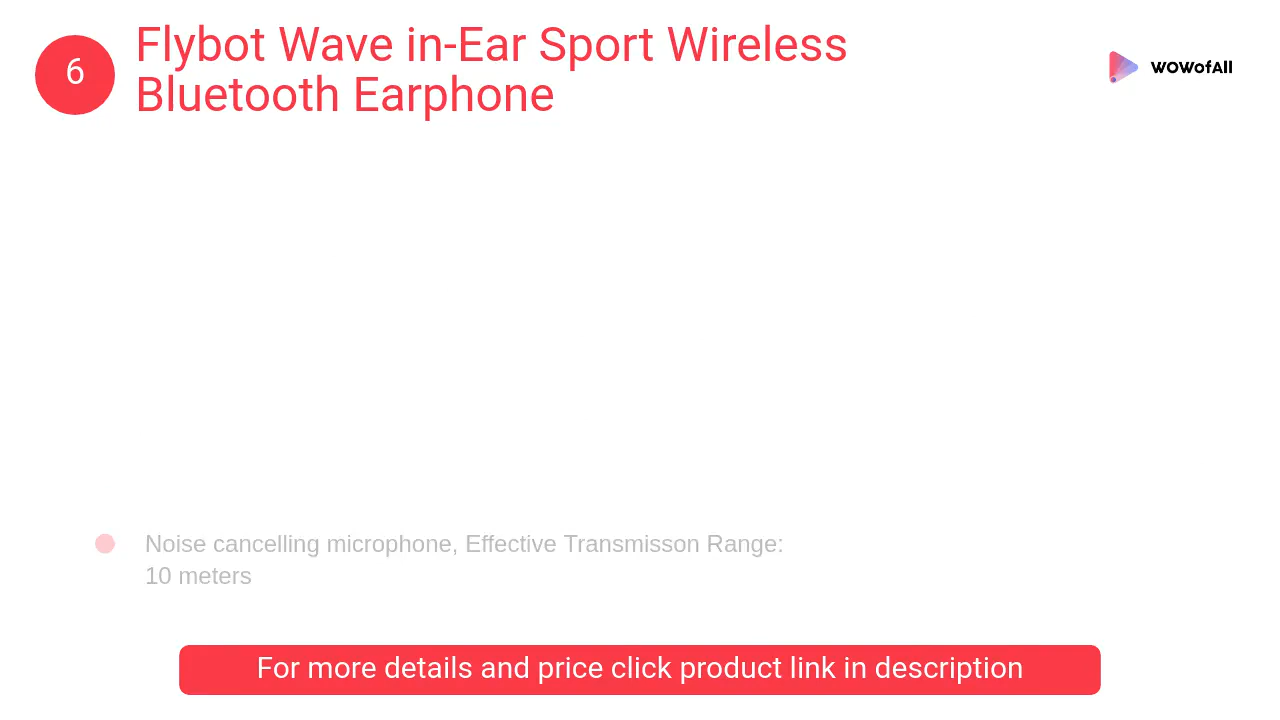 6
Flybot Wave in-Ear Sport Wireless
Bluetooth Earphone
WOWofAll
Noise cancelling microphone, Effective Transmisson Range:
10 meters
For more details and price click product link in description